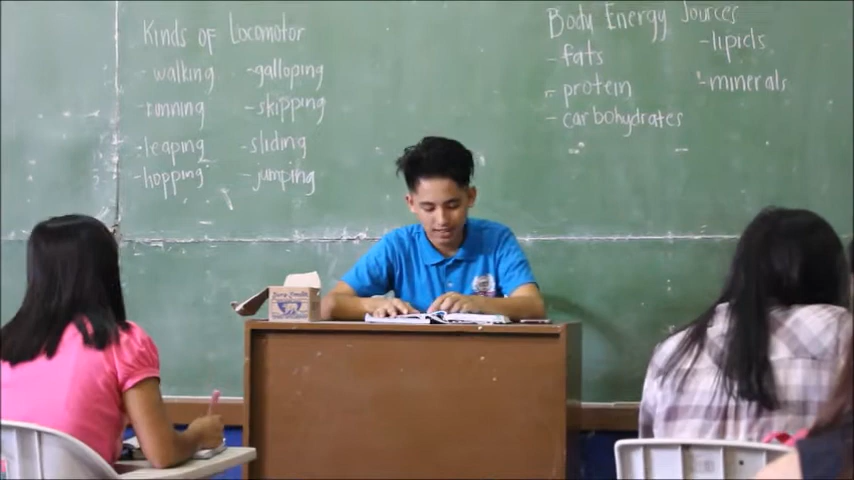 Kinds of Locomotor
- walking - galloping
- running - skipping
- leaping - sliding
- hopping - jumping
Body Energy Sources
- fats - lipids
- protein - minerals
- carbohydrates